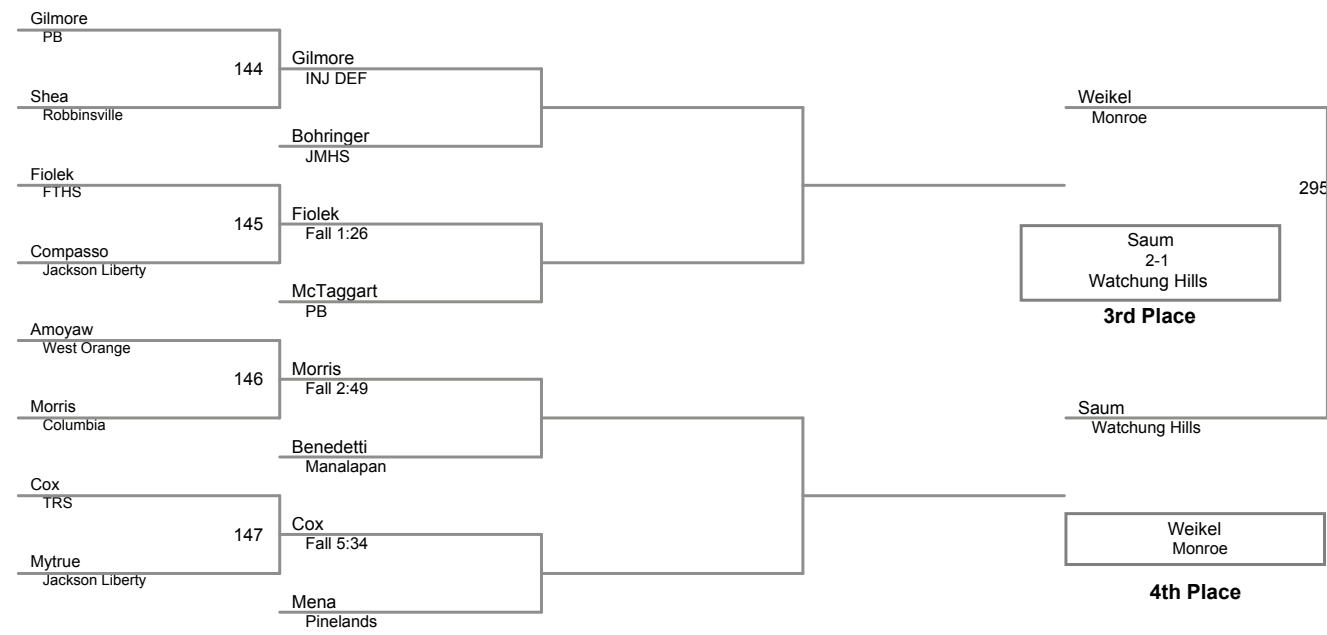 Gilmore
PB
144
Shea
Robbinsville
Fiolek
FTHS
145
Compasso
Jackson Liberty
Amoyaw
West Orange
146
Morris
Columbia
Cox
TRS
147
Mytrue
Jackson Liberty
Gilmore
INJ DEF
Bohringer
JMHS
Fiolek
Fall 1:26
McTaggart
PB
Morris
Fall 2:49
Benedetti
Manalapan
Cox
Fall 5:34
Mena
Pinelands
Weikel
Monroe
295
Saum
2-1
Watchung Hills
3rd Place
Saum
Watchung Hills
Weikel
Monroe
4th Place